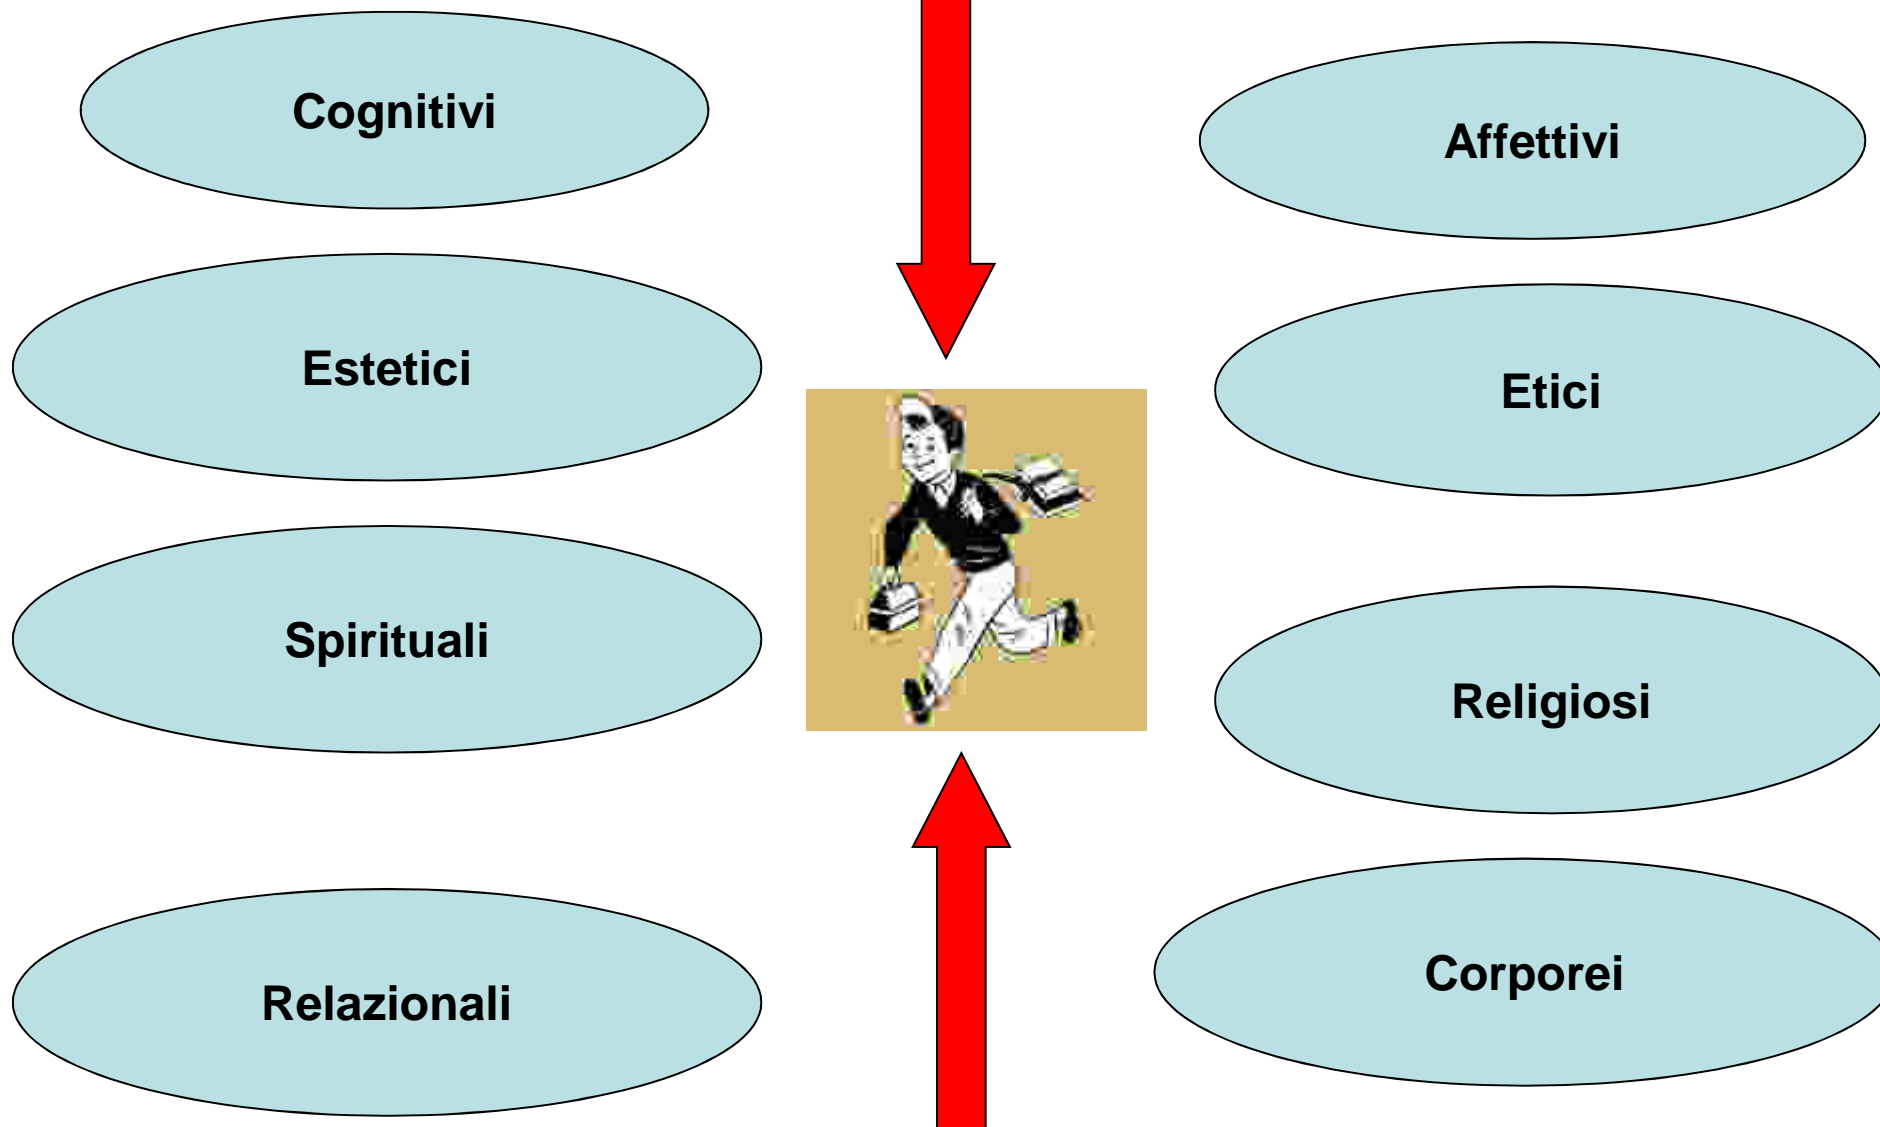 Cognitivi
Affettivi
Estetici
Etici
Spirituali
Religiosi
Relazionali
Corporei